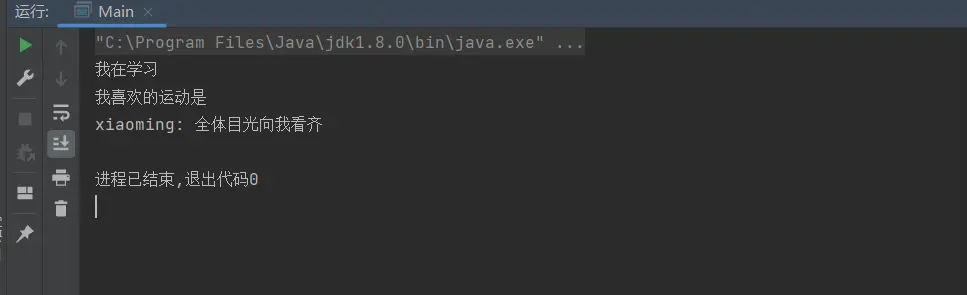 运行: Main ×
"C:\Program Files\Java\jdk1.8.0\bin\java.exe" ...
我在学习
我喜欢的运动是
xiaoming: 全体目光向我看齐
进程已结束,退出代码0